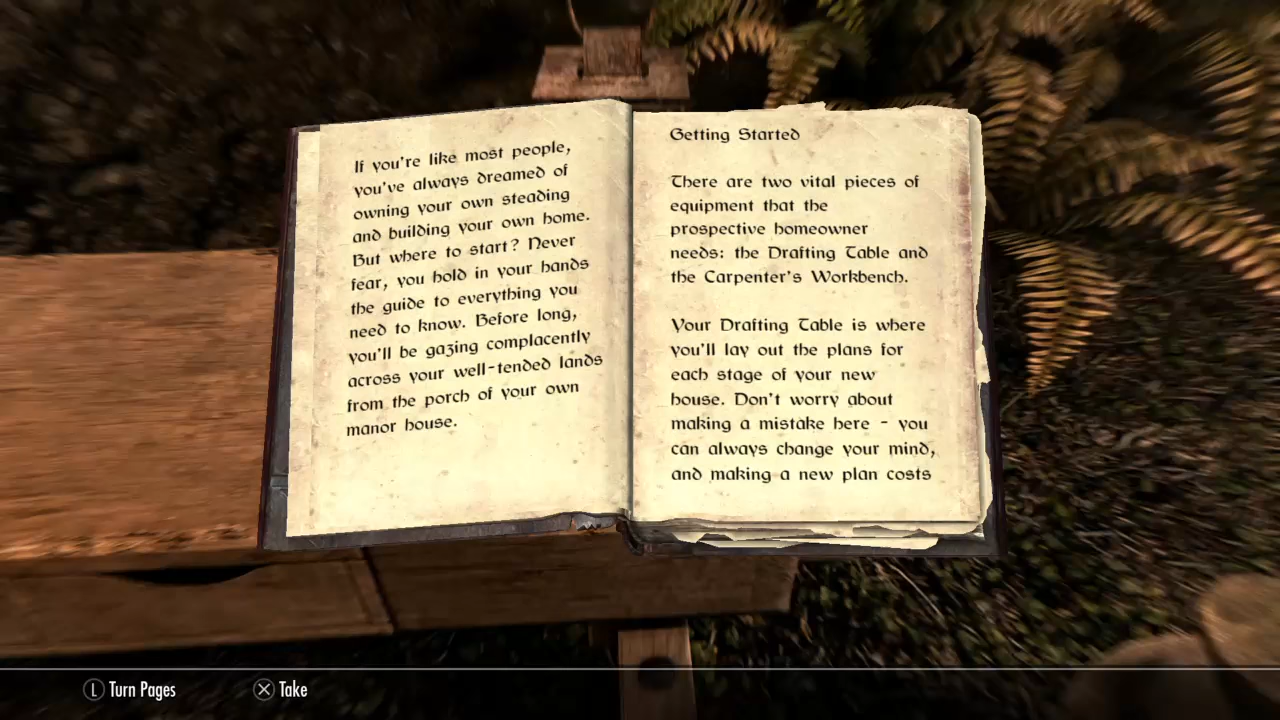 If you're like most people,
you've always dreamed of
owning your own steading
and building your own home.
But where to start? Never
fear, you hold in your hands
the guide to everything you
need to know. Before long,
you'll be gazing complacently
across your well-tended lands
from the porch of your own
manor house.
Getting Started
There are two vital pieces of
equipment that the
prospective homeowner
needs: the Drafting Table and
the Carpenter's Workbench.
Your Drafting Table is where
you'll lay out the plans for
each stage of your new
house. Don't worry about
making a mistake here - you
can always change your mind,
and making a new plan costs
L Turn Pages
X Take